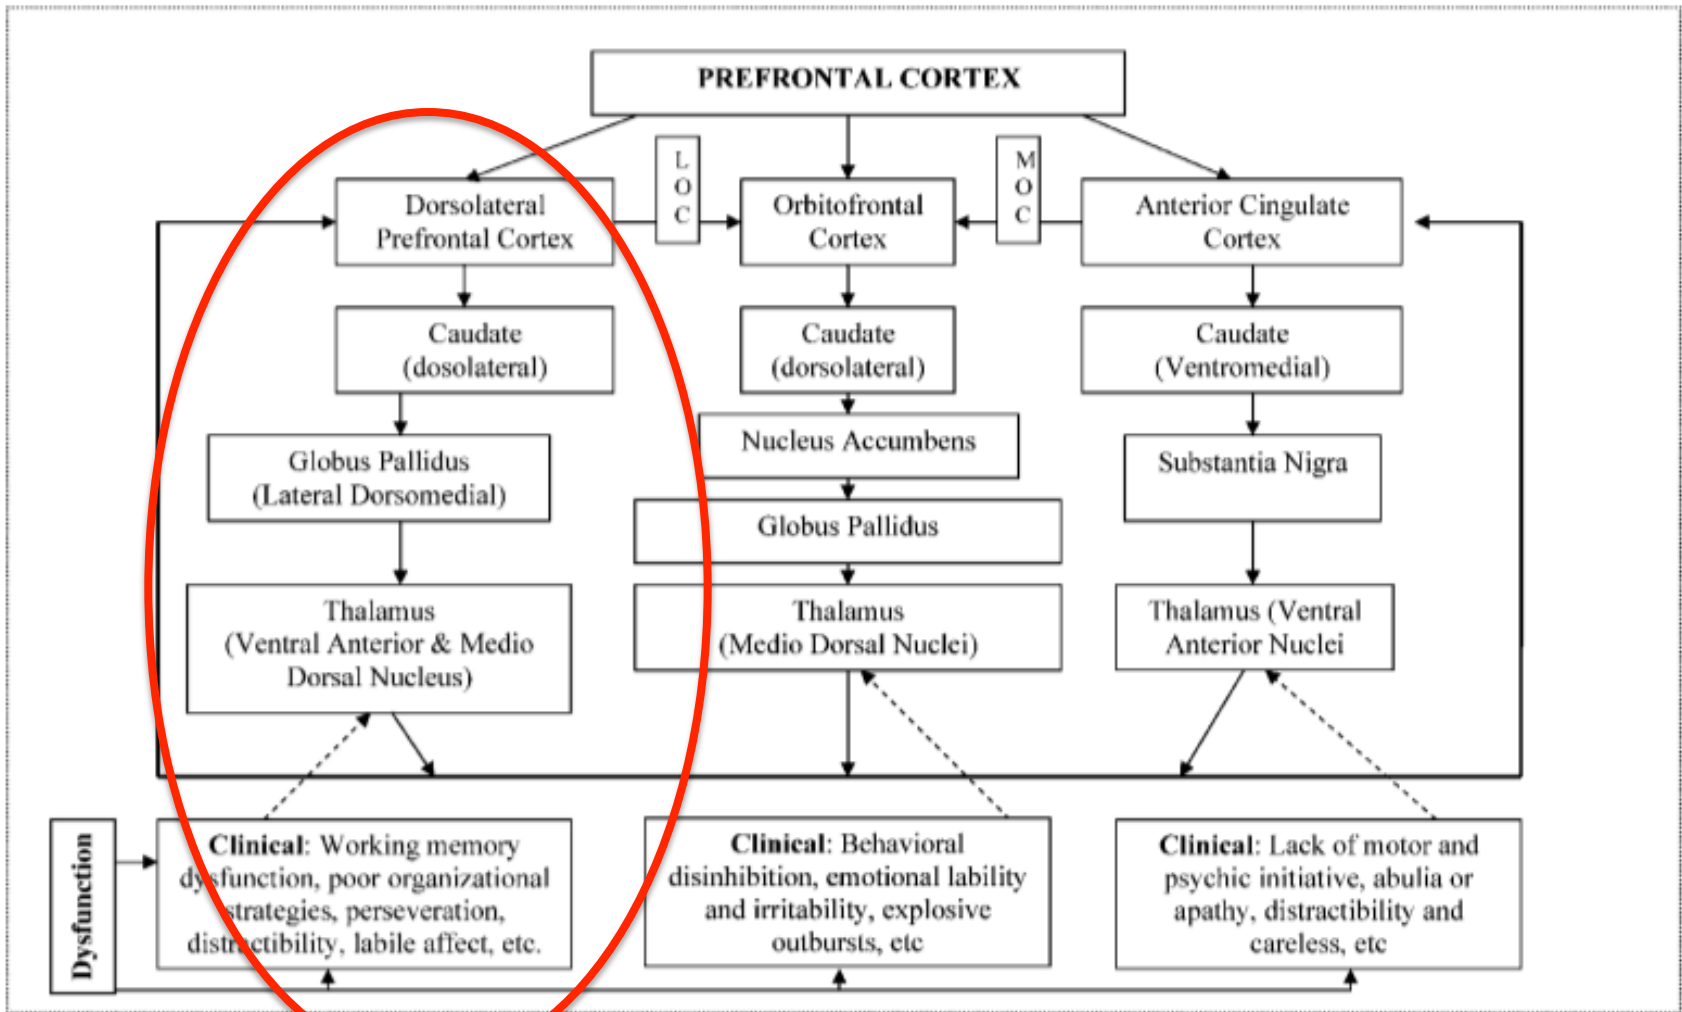 PREFRONTAL CORTEX
L
O
C
M
O
C
Dorsolateral
Prefrontal Cortex
Orbitofrontal
Cortex
Anterior Cingulate
Cortex
Caudate
(dosolateral)
Caudate
(dorsolateral)
Caudate
(Ventromedial)
Globus Pallidus
(Lateral Dorsomedial)
Nucleus Accumbens
Substantia Nigra
Globus Pallidus
Thalamus
(Ventral Anterior & Medio
Dorsal Nucleus)
Thalamus
(Medio Dorsal Nuclei)
Thalamus (Ventral
Anterior Nuclei
Dysfunction
Clinical: Working memory
dysfunction, poor organizational
strategies, perseveration,
distractibility, labile affect, etc.
Clinical: Behavioral
disinhibition, emotional lability
and irritability, explosive
outbursts, etc
Clinical: Lack of motor and
psychic initiative, abulia or
apathy, distractibility and
careless, etc